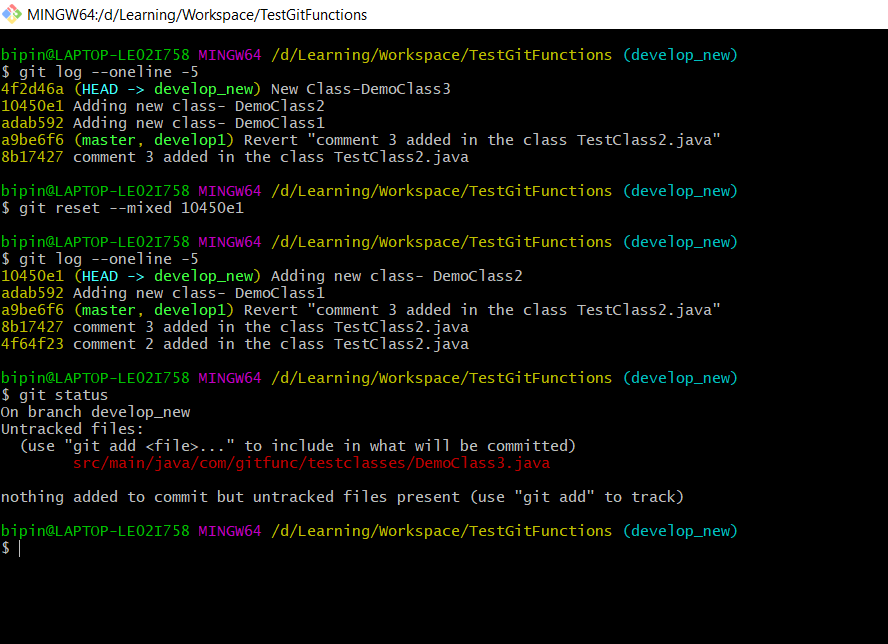 MINGW64:/d/Learning/Workspace/TestGitFunctions
bipin@LAPTOP-LE02I758 MINGW64 /d/Learning/Workspace/TestGitFunctions (develop_new)
$ git log --oneline -5
4f2d46a (HEAD -> develop_new) New Class-DemoClass3
10450e1 Adding new class- DemoClass2
adab592 Adding new class- DemoClass1
a9be6f6 (master, develop1) Revert "comment 3 added in the class TestClass2.java"
8b17427 comment 3 added in the class TestClass2.java
bipin@LAPTOP-LE02I758 MINGW64 /d/Learning/Workspace/TestGitFunctions (develop_new)
$ git reset --mixed 10450e1
bipin@LAPTOP-LE02I758 MINGW64 /d/Learning/Workspace/TestGitFunctions (develop_new)
$ git log --oneline -5
10450e1 (HEAD -> develop_new) Adding new class- DemoClass2
adab592 Adding new class- DemoClass1
a9be6f6 (master, develop1) Revert "comment 3 added in the class TestClass2.java"
8b17427 comment 3 added in the class TestClass2.java
4f64f23 comment 2 added in the class TestClass2.java
bipin@LAPTOP-LE02I758 MINGW64 /d/Learning/Workspace/TestGitFunctions (develop_new)
$ git status
On branch develop_new
Untracked files:
(use "git add <file>..." to include in what will be committed)
src/main/java/com/gitfunc/testclasses/DemoClass3.java
nothing added to commit but untracked files present (use "git add" to track)
bipin@LAPTOP-LE02I758 MINGW64 /d/Learning/Workspace/TestGitFunctions (develop_new)
$